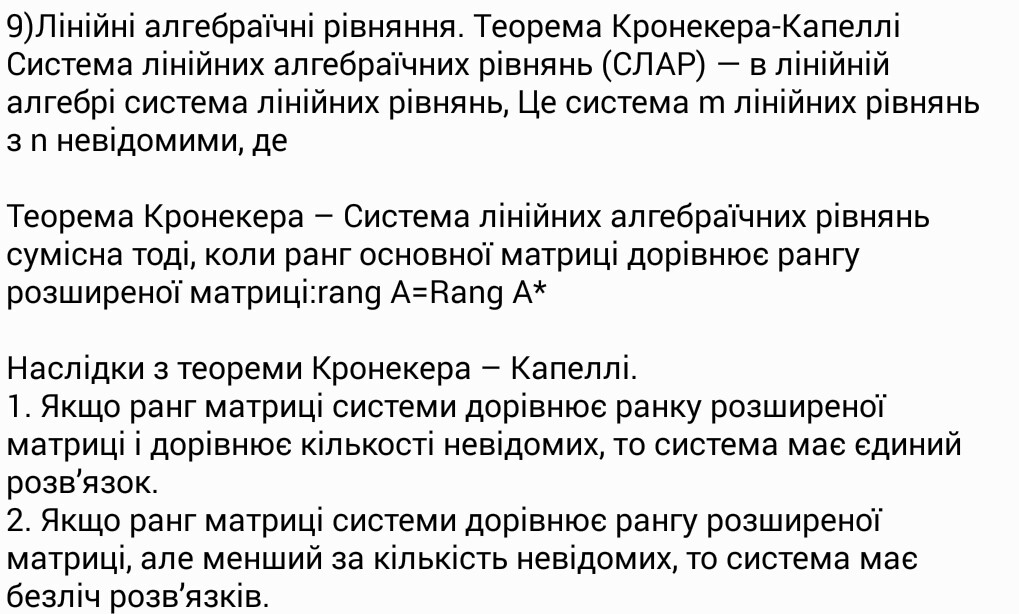 9)Лінійні алгебраїчні рівняння. Теорема Кронекера-Капеллі
Система лінійних алгебраїчних рівнянь (СЛАР) — в лінійній
алгебрі система лінійних рівнянь, Це система m лінійних рівнянь
з n невідомими, де
Теорема Кронекера – Система лінійних алгебраїчних рівнянь
сумісна тоді, коли ранг основної матриці дорівнює рангу
розширеної матриці:rang A=Rang A*
Наслідки з теореми Кронекера – Капеллі.
1. Якщо ранг матриці системи дорівнює ранку розширеної
матриці і дорівнює кількості невідомих, то система має єдиний
розв’язок.
2. Якщо ранг матриці системи дорівнює рангу розширеної
матриці, але менший за кількість невідомих, то система має
безліч розв’язків.